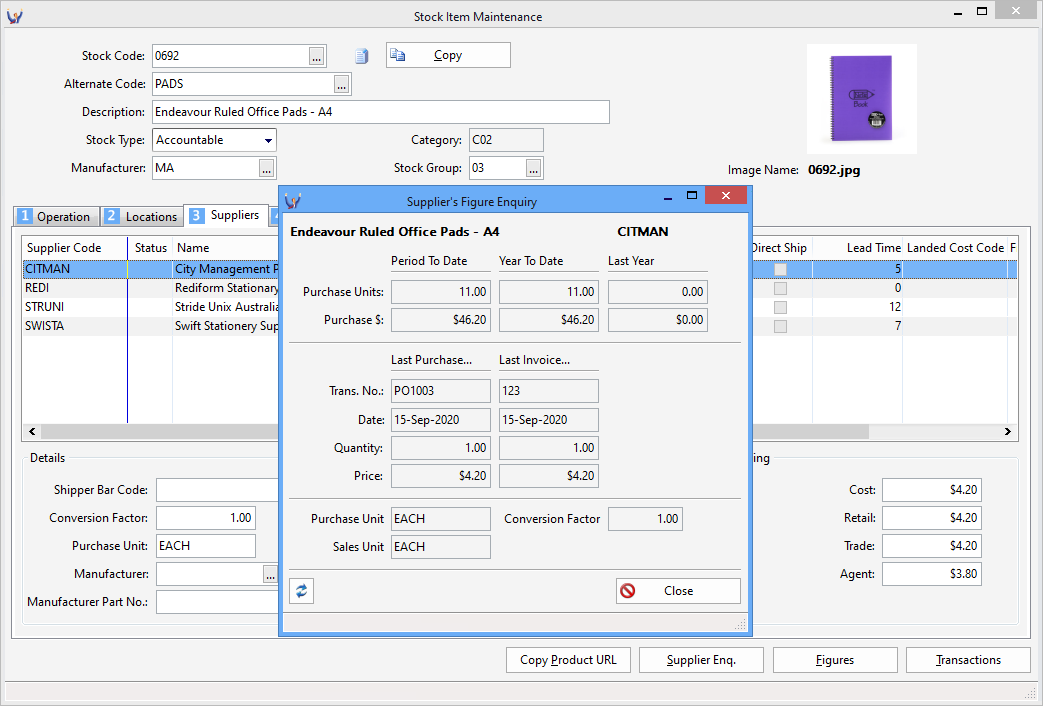 Stock Item Maintenance
Stock Code: 0692 ... Copy
Alternate Code: PADS ...
Description: Endeavour Ruled Office Pads - A4
Stock Type: Accountable Category: C02
Manufacturer: MA ... Stock Group: 03 ...
Image Name: 0692.jpg
Book
1 Operation 2 Locations 3 Suppliers 4
Supplier Code Status Name Direct Ship Lead Time Landed Cost Code F
CITMAN City Management P 5
REDI Rediform Stationary 0
STRUNI Stride Unix Australia 12
SWISTA Swift Stationery Sup 7
Supplier's Figure Enquiry
Endeavour Ruled Office Pads - A4 CITMAN
Period To Date Year To Date Last Year
Purchase Units: 11.00 11.00 0.00
Purchase $: $46.20 $46.20 $0.00
Last Purchase... Last Invoice...
Trans. No.: PO1003 123
Date: 15-Sep-2020 15-Sep-2020
Quantity: 1.00 1.00
Price: $4.20 $4.20
Purchase Unit EACH Conversion Factor 1.00
Sales Unit EACH
Close
Details
Shipper Bar Code:
Conversion Factor: 1.00
Purchase Unit: EACH
Manufacturer: ...
Manufacturer Part No.:
ing
Cost: $4.20
Retail: $4.20
Trade: $4.20
Agent: $3.80
Copy Product URL Supplier Enq. Figures Transactions